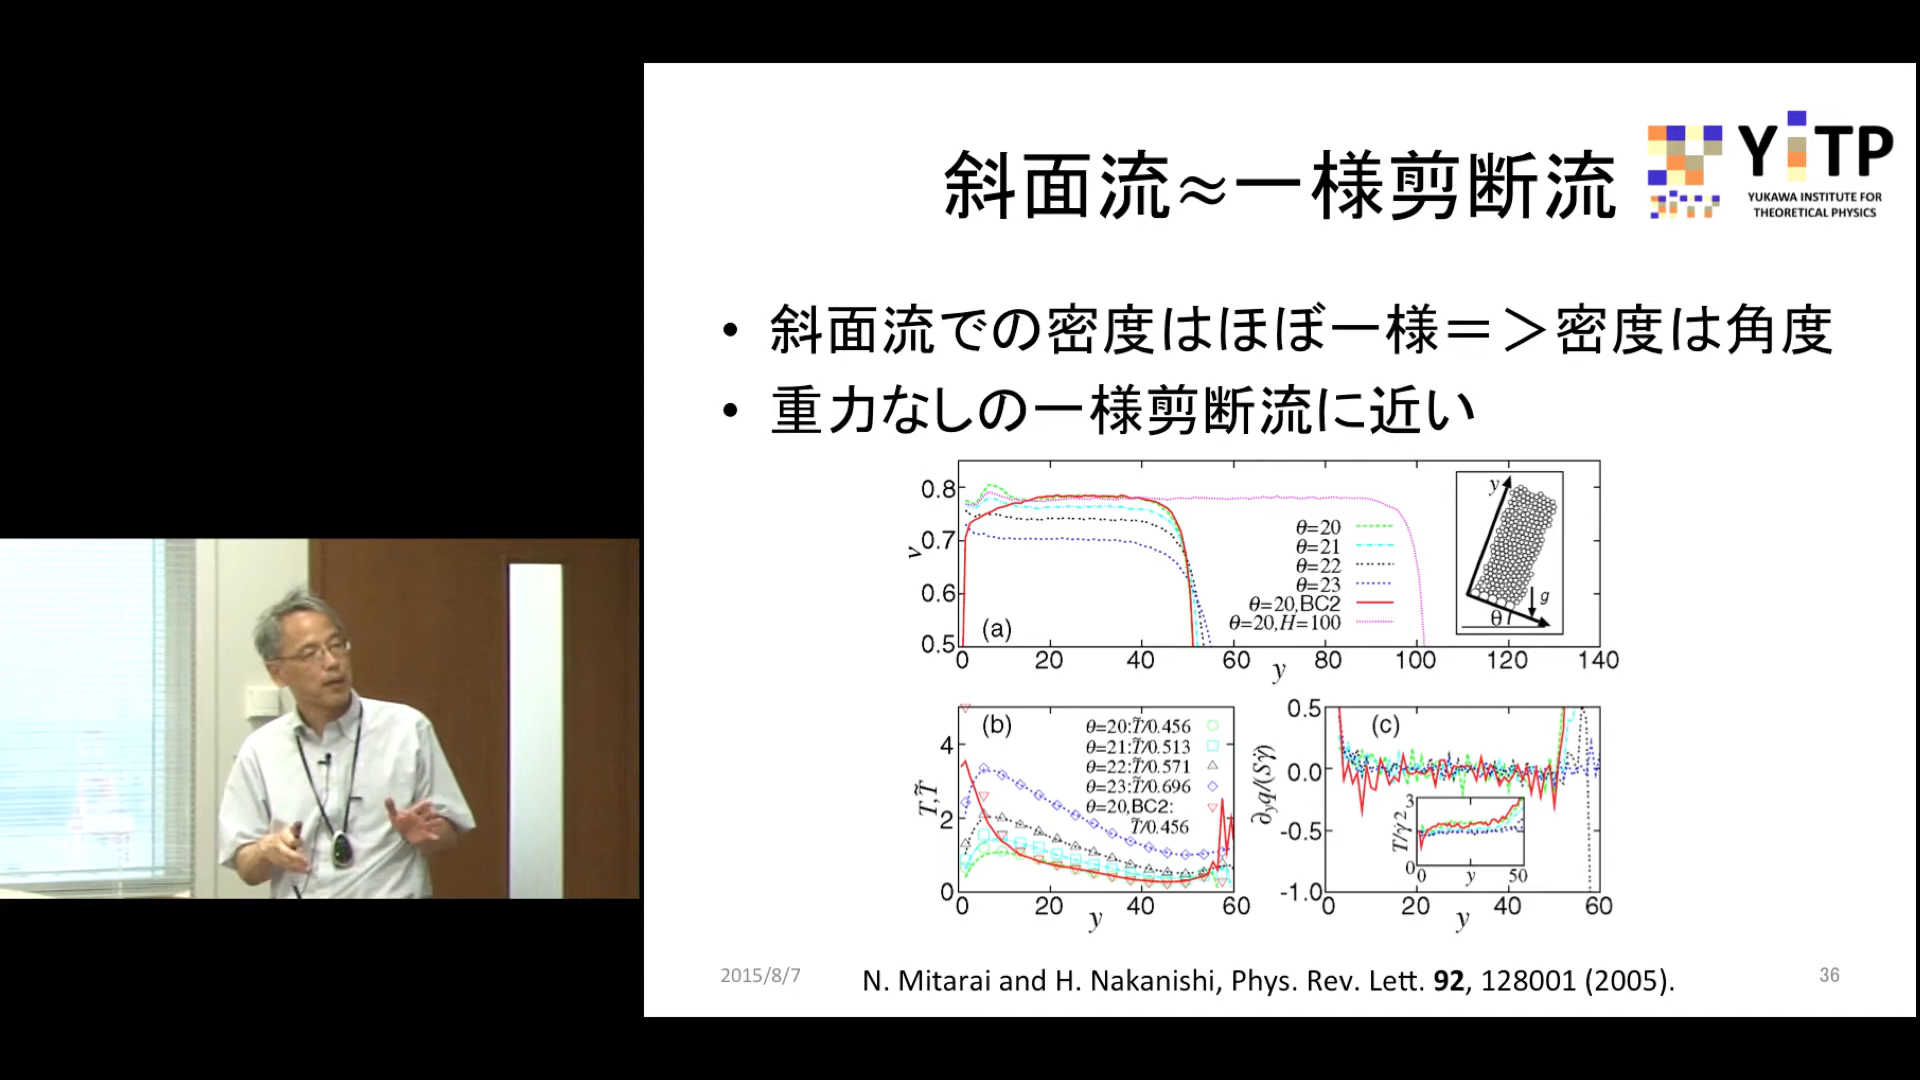 斜面流≈一様剪断流
YiTP
YUKAWA INSTITUTE FOR
THEORETICAL PHYSICS
• 斜面流での密度はほぼ一様＝＞密度は角度
• 重力なしの一様剪断流に近い
0.8
0.7
0.6
0.5
ν
(a)
θ=20
θ=21
θ=22
θ=23
θ=20,BC2
θ=20,H=100
y
g
θ
0 20 40 60 80 100 120 140
y
(b)
4
2
0
T,T̃
θ=20:T̃/0.456
θ=21:T̃/0.513
θ=22:T̃/0.571
θ=23:T̃/0.696
θ=20,BC2:
T̃/0.456
0 20 40 60
y
(c)
0.5
0.0
-0.5
-1.0
∂yq/(Sγ̇)
3
0
T/γ̇²
0 y 50
0 20 40 60
y
2015/8/7
N. Mitarai and H. Nakanishi, Phys. Rev. Lett. 92, 128001 (2005).
36